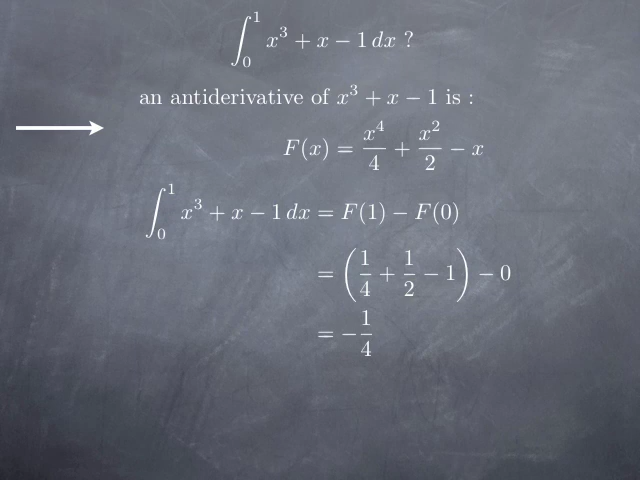 ∫₀¹ x³ + x − 1 dx ?
an antiderivative of x³ + x − 1 is :
F(x) = x⁴/4 + x²/2 − x
∫₀¹ x³ + x − 1 dx = F(1) − F(0)
= (1/4 + 1/2 − 1) − 0
= −1/4